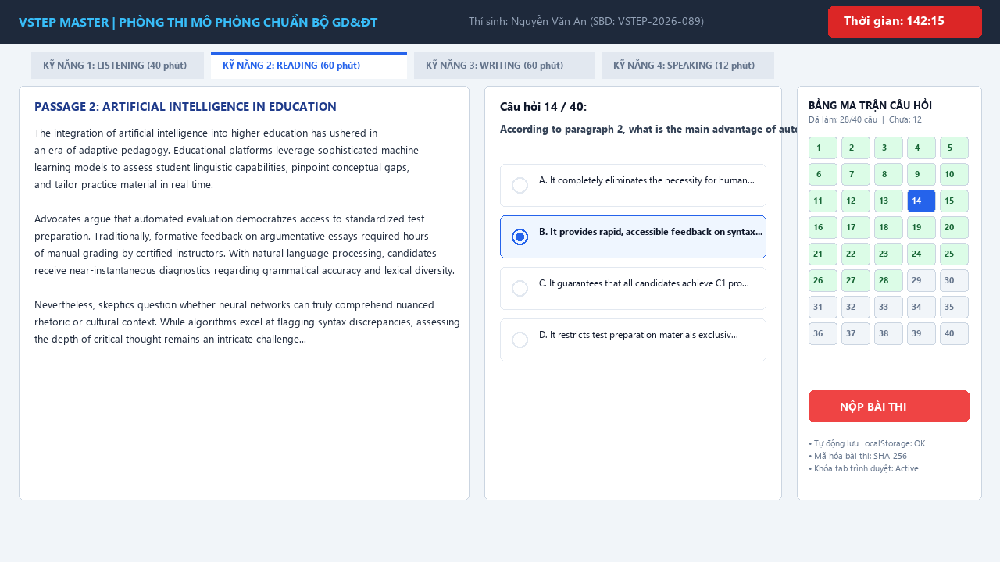 VSTEP MASTER | PHÒNG THI MÔ PHỎNG CHUẨN BỘ GD&ĐT
Thí sinh: Nguyễn Văn An (SBD: VSTEP-2026-089)
Thời gian: 142:15
KỸ NĂNG 1: LISTENING (40 phút)
KỸ NĂNG 2: READING (60 phút)
KỸ NĂNG 3: WRITING (60 phút)
KỸ NĂNG 4: SPEAKING (12 phút)
PASSAGE 2: ARTIFICIAL INTELLIGENCE IN EDUCATION
The integration of artificial intelligence into higher education has ushered in
an era of adaptive pedagogy. Educational platforms leverage sophisticated machine
learning models to assess student linguistic capabilities, pinpoint conceptual gaps,
and tailor practice material in real time.
Advocates argue that automated evaluation democratizes access to standardized test
preparation. Traditionally, formative feedback on argumentative essays required hours
of manual grading by certified instructors. With natural language processing, candidates
receive near-instantaneous diagnostics regarding grammatical accuracy and lexical diversity.
Nevertheless, skeptics question whether neural networks can truly comprehend nuanced
rhetoric or cultural context. While algorithms excel at flagging syntax discrepancies, assessing
the depth of critical thought remains an intricate challenge...
Câu hỏi 14 / 40:
According to paragraph 2, what is the main advantage of
A. It completely eliminates the necessity for human...
B. It provides rapid, accessible feedback on syntax...
C. It guarantees that all candidates achieve C1 pro...
D. It restricts test preparation materials exclusiv...
BẢNG MA TRẬN CÂU HỎI
Đã làm: 28/40 câu | Chưa: 12
1 2 3 4 5
6 7 8 9 10
11 12 13 14 15
16 17 18 19 20
21 22 23 24 25
26 27 28 29 30
31 32 33 34 35
36 37 38 39 40
NỘP BÀI THI
• Tự động lưu LocalStorage: OK
• Mã hóa bài thi: SHA-256
• Khóa tab trình duyệt: Active